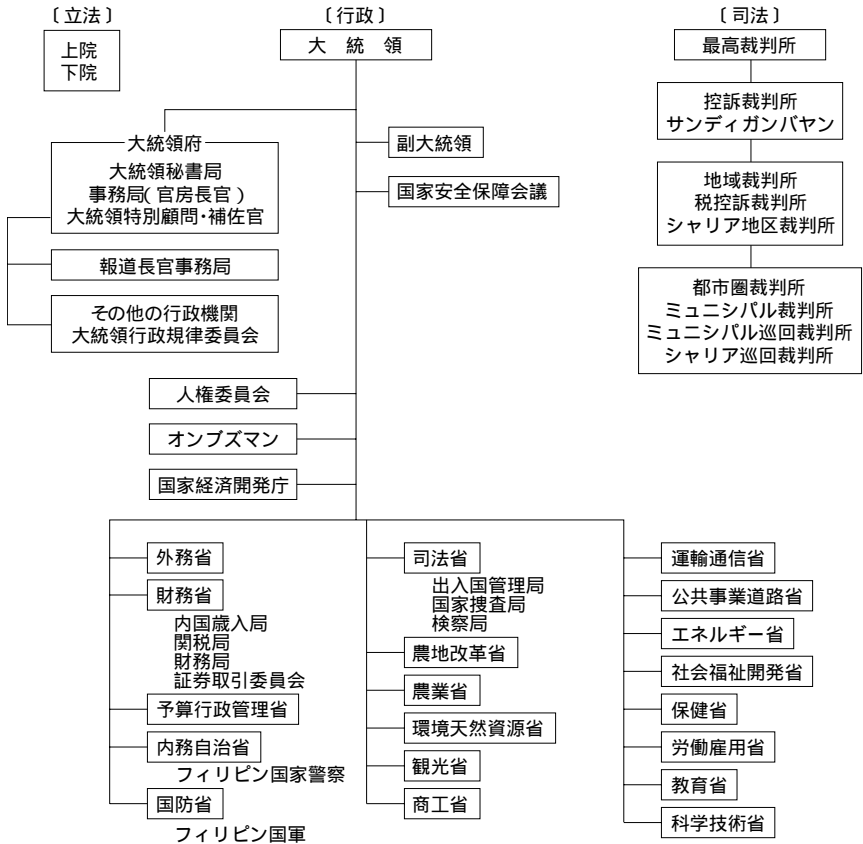 〔立法〕
上院
下院
〔行政〕
大統領
大統領府
大統領秘書局
事務局(官房長官)
大統領特別顧問・補佐官
報道長官事務局
その他の行政機関
大統領行政規律委員会
副大統領
国家安全保障会議
人権委員会
オンブズマン
国家経済開発庁
外務省
財務省
内国歳入局
関税局
財務局
証券取引委員会
予算行政管理省
内務自治省
フィリピン国家警察
国防省
フィリピン国軍
司法省
出入国管理局
国家捜査局
検察局
農地改革省
農業省
環境天然資源省
観光省
商工省
運輸通信省
公共事業道路省
エネルギー省
社会福祉開発省
保健省
労働雇用省
教育省
科学技術省
〔司法〕
最高裁判所
控訴裁判所
サンディガンバヤン
地域裁判所
税控訴裁判所
シャリア地区裁判所
都市圏裁判所
ミュニシパル裁判所
ミュニシパル巡回裁判所
シャリア巡回裁判所